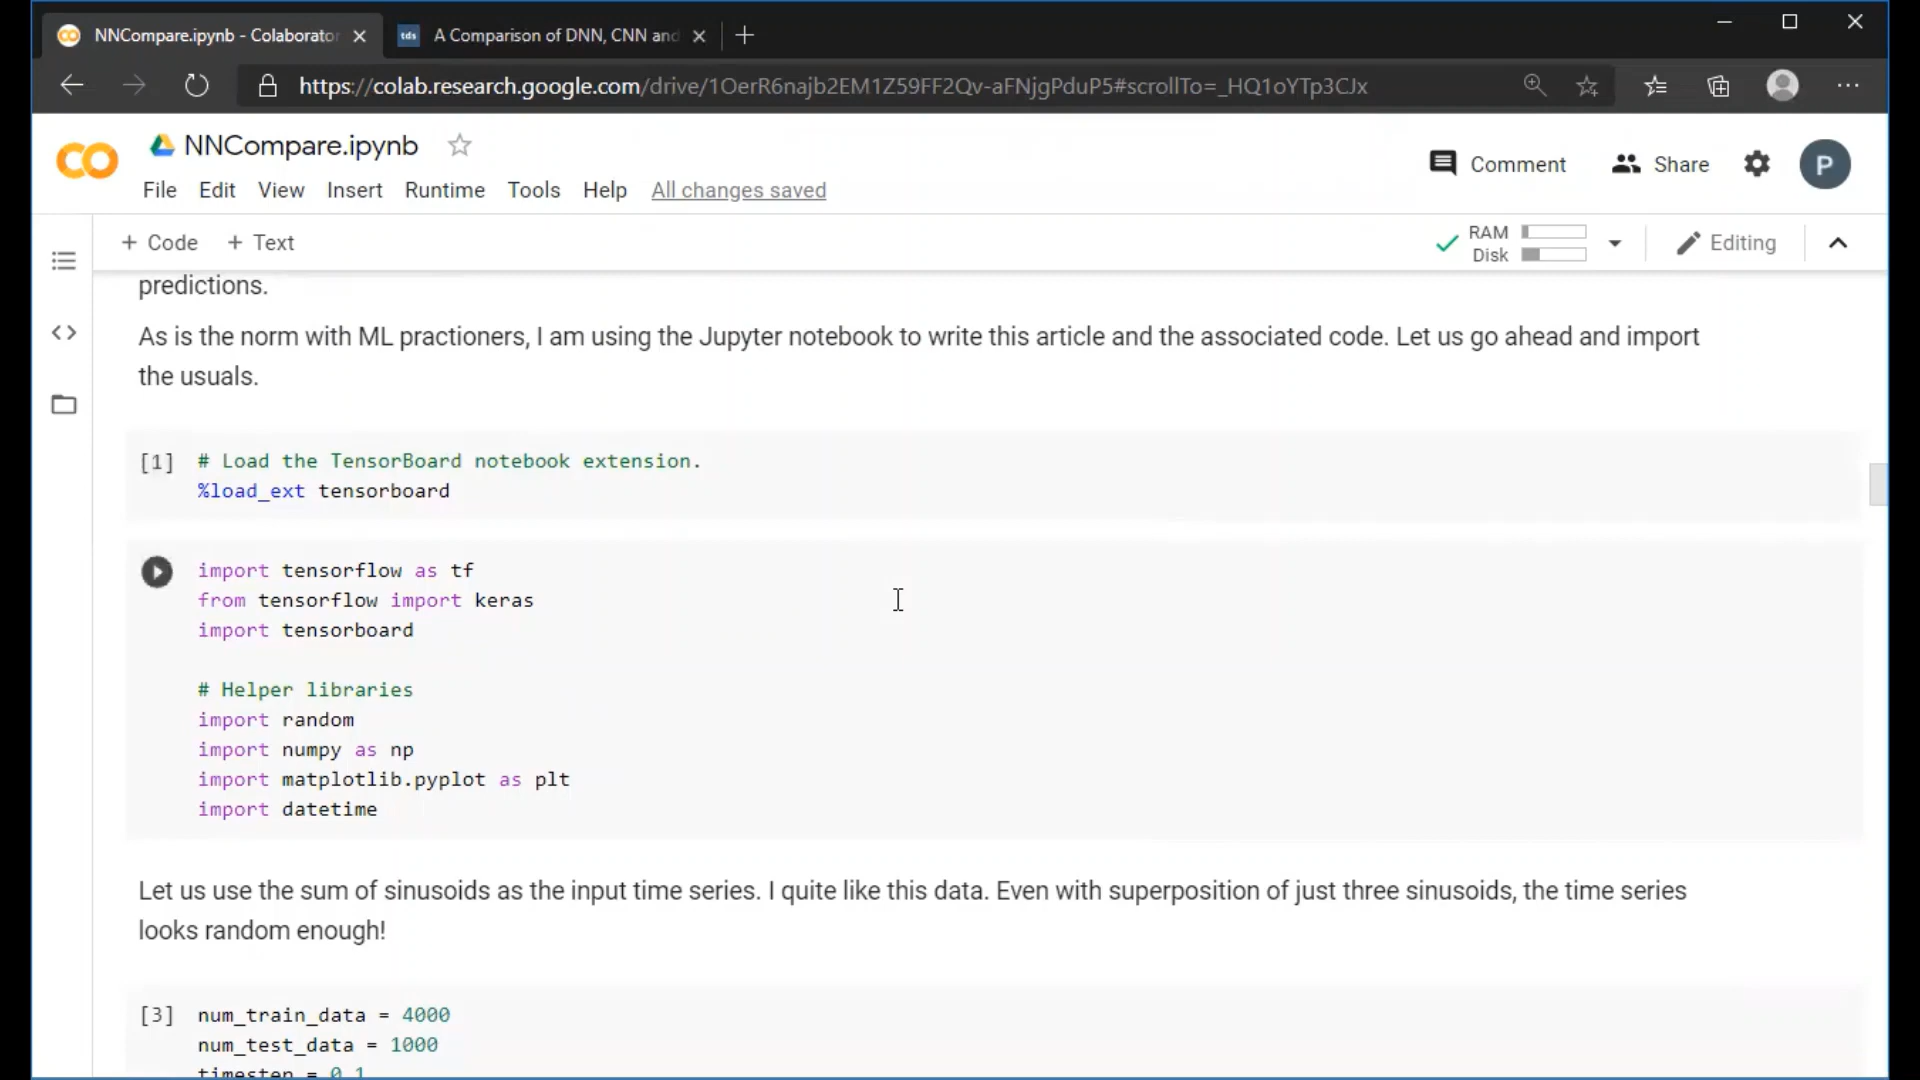 NNCompare.ipynb - Colaborator
tds A Comparison of DNN, CNN and
https://colab.research.google.com/drive/1OerR6najb2EM1Z59FF2Qv-aFNjgPduP5#scrollTo=_HQ1oYTp3CJx
NNCompare.ipynb
Comment Share P
File Edit View Insert Runtime Tools Help All changes saved
+ Code + Text RAM Disk Editing
predictions.
As is the norm with ML practioners, I am using the Jupyter notebook to write this article and the associated code. Let us go ahead and import
the usuals.
[1] # Load the TensorBoard notebook extension.
%load_ext tensorboard
import tensorflow as tf
from tensorflow import keras
import tensorboard
# Helper libraries
import random
import numpy as np
import matplotlib.pyplot as plt
import datetime
Let us use the sum of sinusoids as the input time series. I quite like this data. Even with superposition of just three sinusoids, the time series
looks random enough!
[3] num_train_data = 4000
num_test_data = 1000
timestep = 0.1